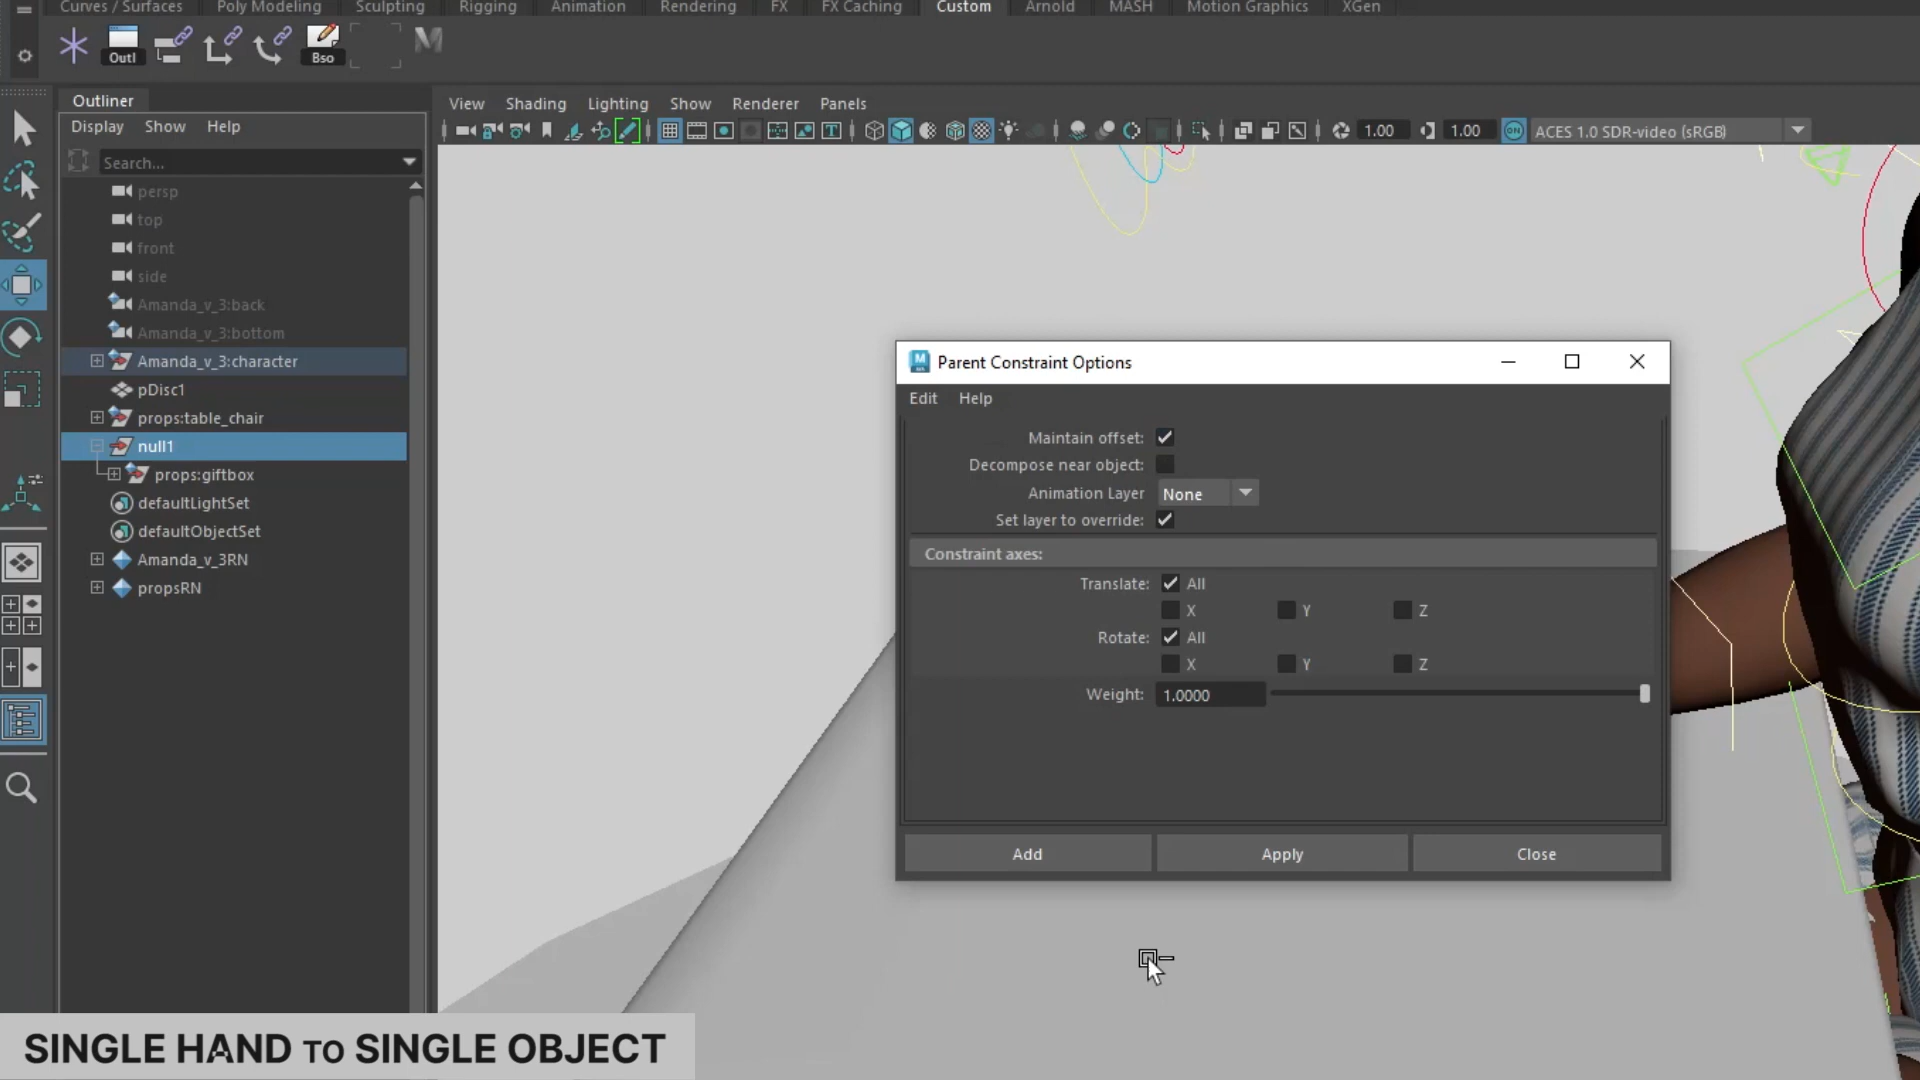 Curves / Surfaces Poly Modeling Sculpting Rigging Animation Rendering FX FX Caching Custom Arnold MASH Motion Graphics XGen
Outl Bso
Outliner
Display Show Help
Search...
persp
top
front
side
Amanda_v_3:back
Amanda_v_3:bottom
Amanda_v_3:character
pDisc1
props:table_chair
null1
props:giftbox
defaultLightSet
defaultObjectSet
Amanda_v_3RN
propsRN
View Shading Lighting Show Renderer Panels
1.00 1.00 ON ACES 1.0 SDR-video (sRGB)
Parent Constraint Options
Edit Help
Maintain offset:
Decompose near object:
Animation Layer None
Set layer to override:
Constraint axes:
Translate: All
X Y Z
Rotate: All
X Y Z
Weight: 1.0000
Add Apply Close
SINGLE HAND TO SINGLE OBJECT